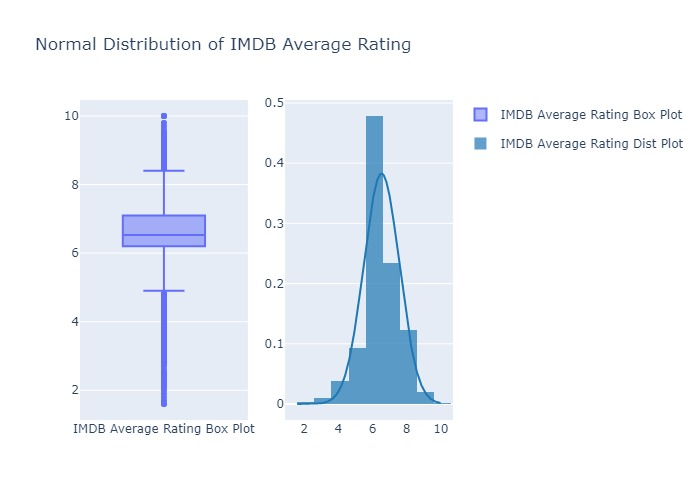 Normal Distribution of IMDB Average Rating
10
8
6
4
2
IMDB Average Rating Box Plot
0.5
0.4
0.3
0.2
0.1
0
2 4 6 8 10
IMDB Average Rating Box Plot
IMDB Average Rating Dist Plot